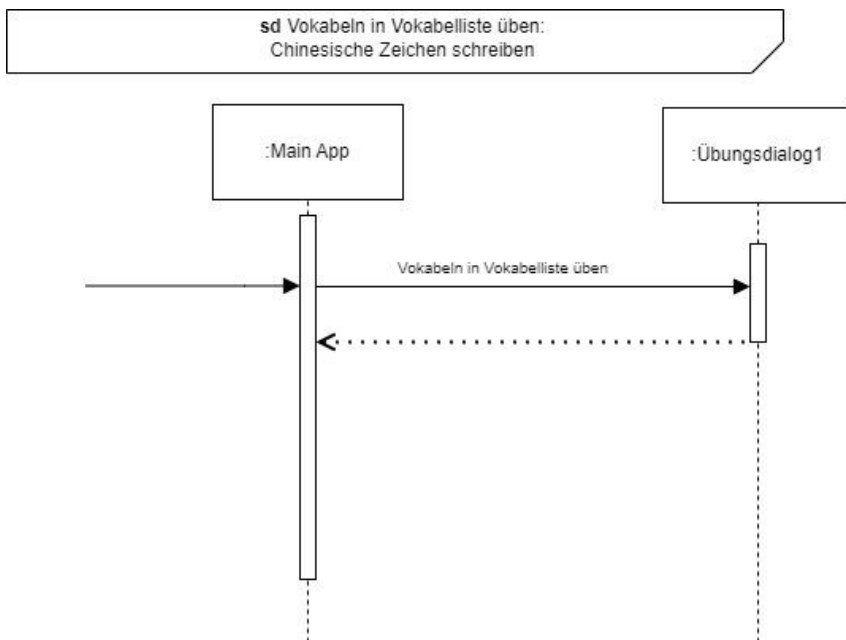 sd Vokabeln in Vokabelliste üben:
Chinesische Zeichen schreiben
:Main App
:Übungsdialog1
Vokabeln in Vokabelliste üben